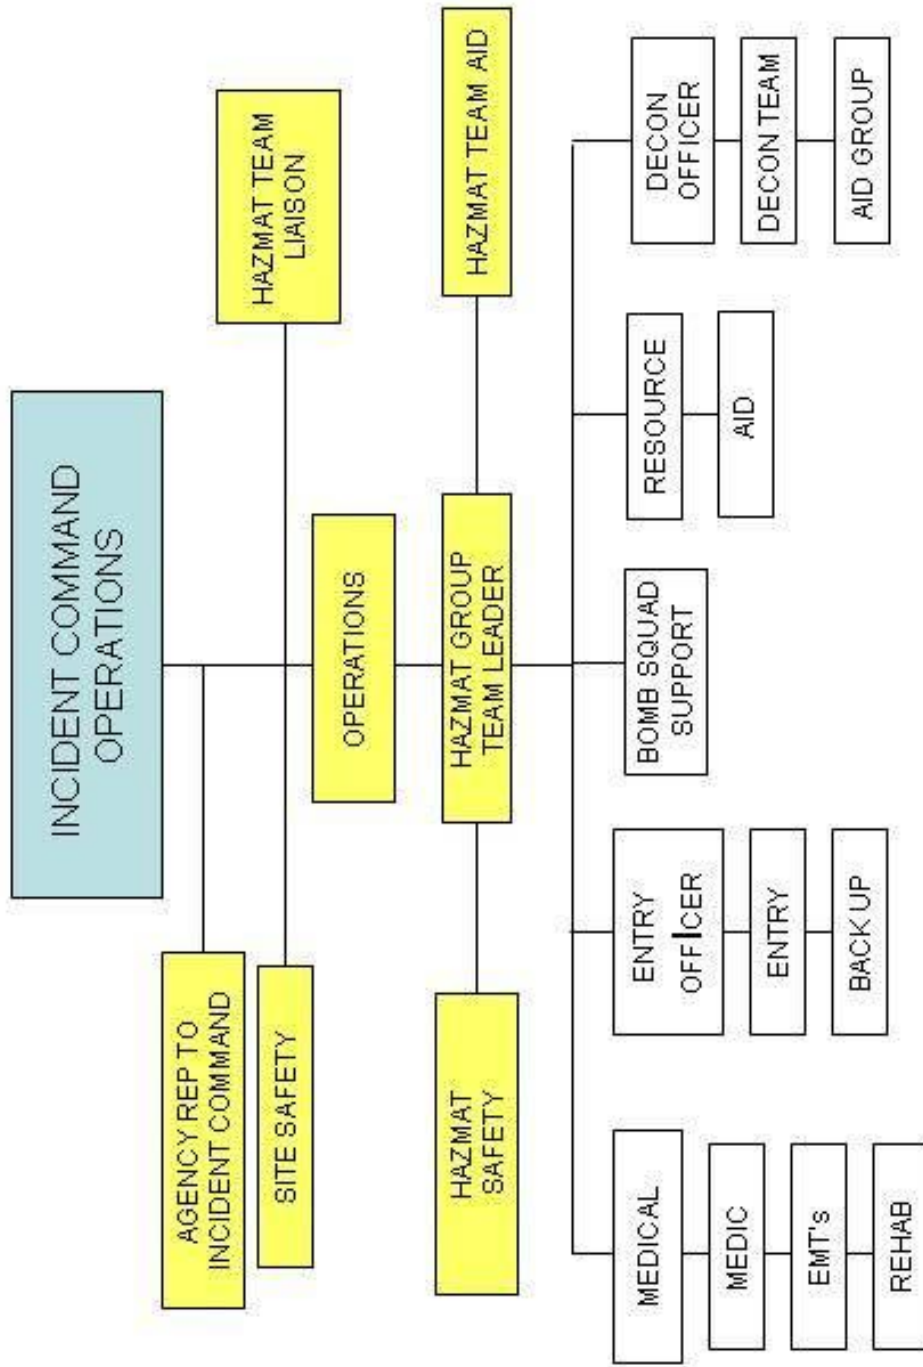 INCIDENT COMMAND
OPERATIONS
AGENCY REP TO
INCIDENT COMMAND
HAZMAT TEAM
LIAISON
SITE SAFETY
OPERATIONS
HAZMAT
SAFETY
HAZMAT GROUP
TEAM LEADER
HAZMAT TEAM AID
MEDICAL
MEDIC
EMT's
REHAB
ENTRY
OFFICER
ENTRY
BACK UP
BOMB SQUAD
SUPPORT
RESOURCE
AID
DECON
OFFICER
DECON TEAM
AID GROUP